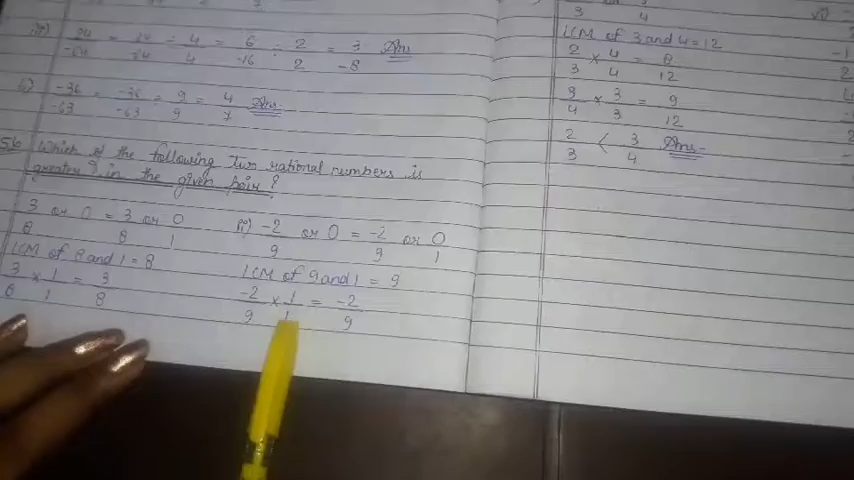 -24/-64 = 24/24 ÷ 4/4 = 6/-16 ÷ 2/2 = 3/-8 Ans
-36/-63 = -36/-63 ÷ 9/9 = 4/7 Ans
Which of the following two rational numbers is
greater in the given pair?
3/8 or 0 = 3/8 or 0/1
LCM of 8 and 1 = 8
3/8 × 1/1 = 3/8
-2/9 or 0 = -2/9 or 0/1
LCM of 9 and 1 = 9
-2/9 × 1/1 = -2/9
3 4
LCM of 3 and 4 = 12
2/3 × 4/4 = 8/12
3/4 × 3/3 = 9/12
2/3 < 3/4 Ans